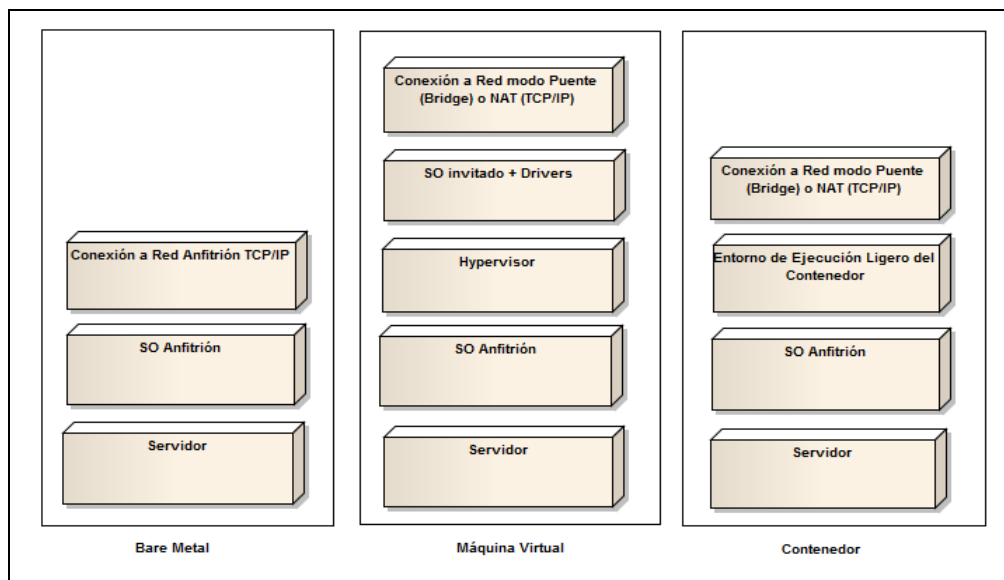 Conexión a Red Anfitrión TCP/IP
SO Anfitrión
Servidor
Bare Metal
Conexión a Red modo Puente
(Bridge) o NAT (TCP/IP)
SO invitado + Drivers
Hypervisor
SO Anfitrión
Servidor
Máquina Virtual
Conexión a Red modo Puente
(Bridge) o NAT (TCP/IP)
Entorno de Ejecución Ligero del
Contenedor
SO Anfitrión
Servidor
Contenedor